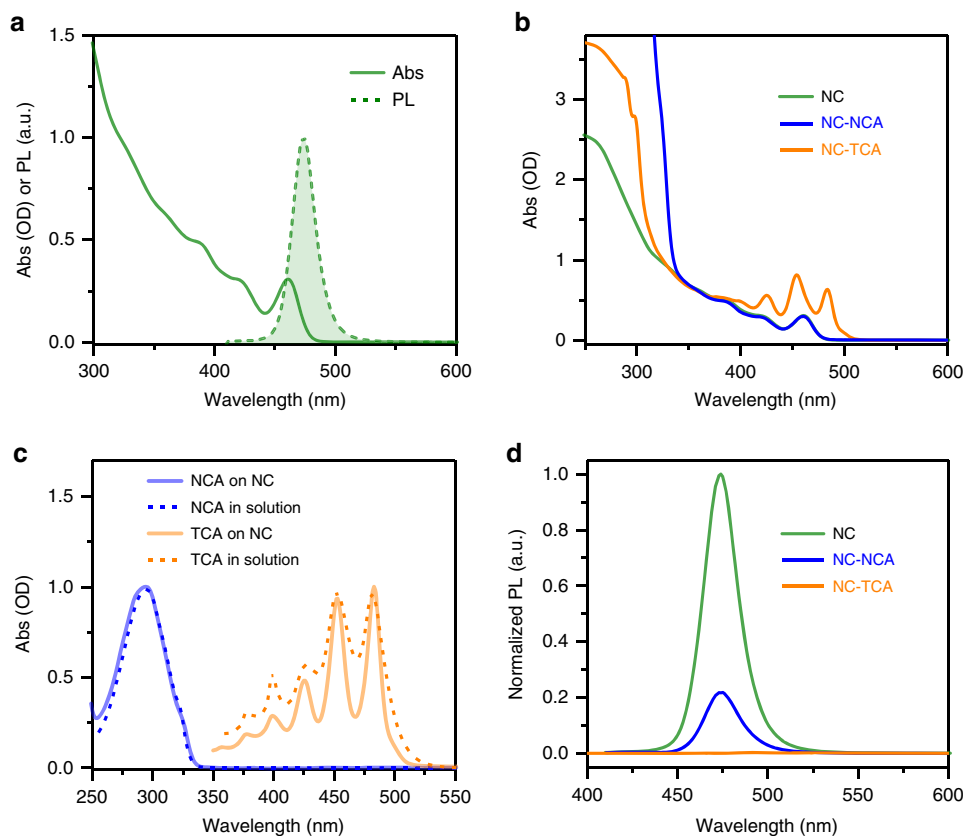 a
1.5
1.0
0.5
0.0
Abs (OD) or PL (a.u.)
Abs
PL
300
400
500
600
Wavelength (nm)
b
3
2
1
0
Abs (OD)
NC
NC-NCA
NC-TCA
300
400
500
600
Wavelength (nm)
c
1.5
1.0
0.5
0.0
Abs (OD)
NCA on NC
NCA in solution
TCA on NC
TCA in solution
250
300
350
400
450
500
550
Wavelength (nm)
d
1.0
0.8
0.6
0.4
0.2
0.0
Normalized PL (a.u.)
NC
NC-NCA
NC-TCA
400
450
500
550
600
Wavelength (nm)